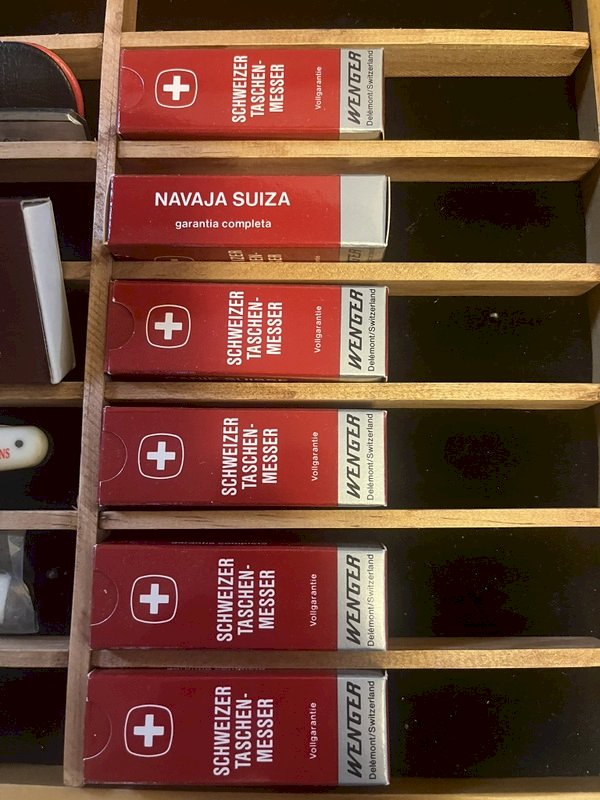 SCHWEIZER
TASCHEN-
MESSER
Vollgarantie
WENGER
Delémont/Switzerland
NAVAJA SUIZA
garantia completa
SCHWEIZER
TASCHEN-
MESSER
Vollgarantie
WENGER
Delémont/Switzerland
SCHWEIZER
TASCHEN-
MESSER
Vollgarantie
WENGER
Delémont/Switzerland
NS
SCHWEIZER
TASCHEN-
MESSER
Vollgarantie
WENGER
Delémont/Switzerland
SCHWEIZER
TASCHEN-
MESSER
Vollgarantie
WENGER
Delémont/Switzerland